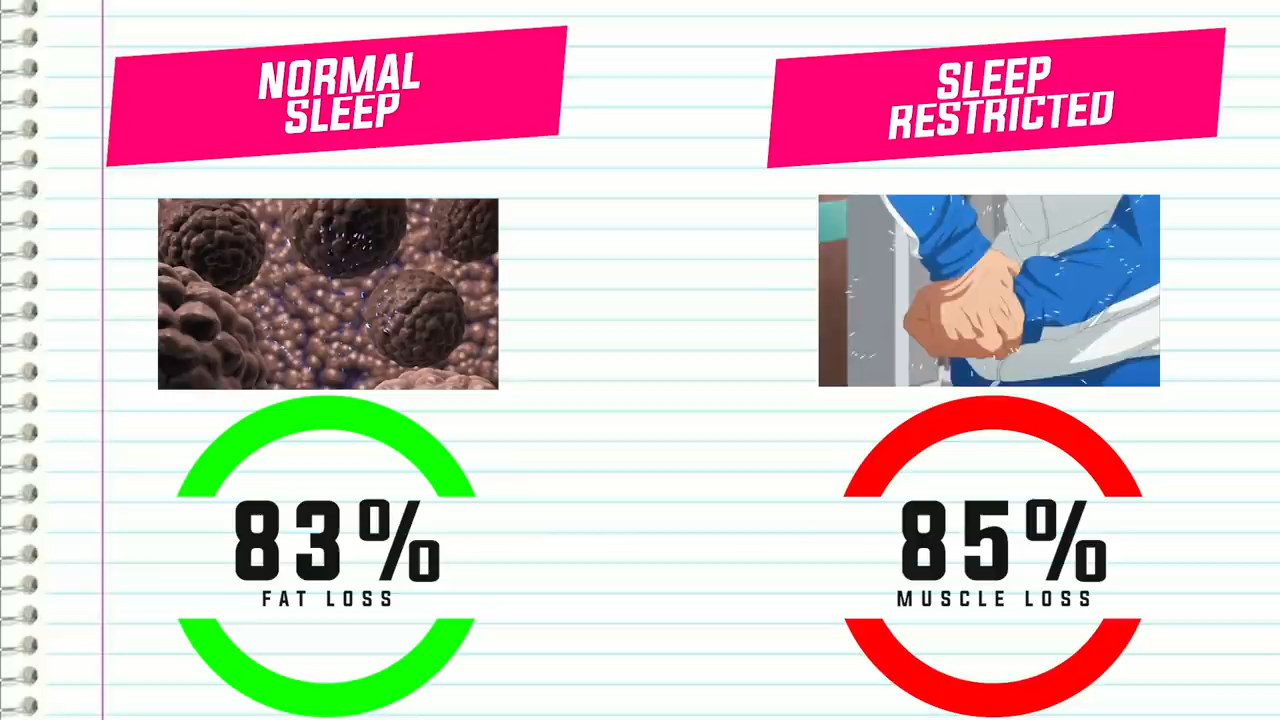 NORMAL
SLEEP
SLEEP
RESTRICTED
83%
FAT LOSS
85%
MUSCLE LOSS